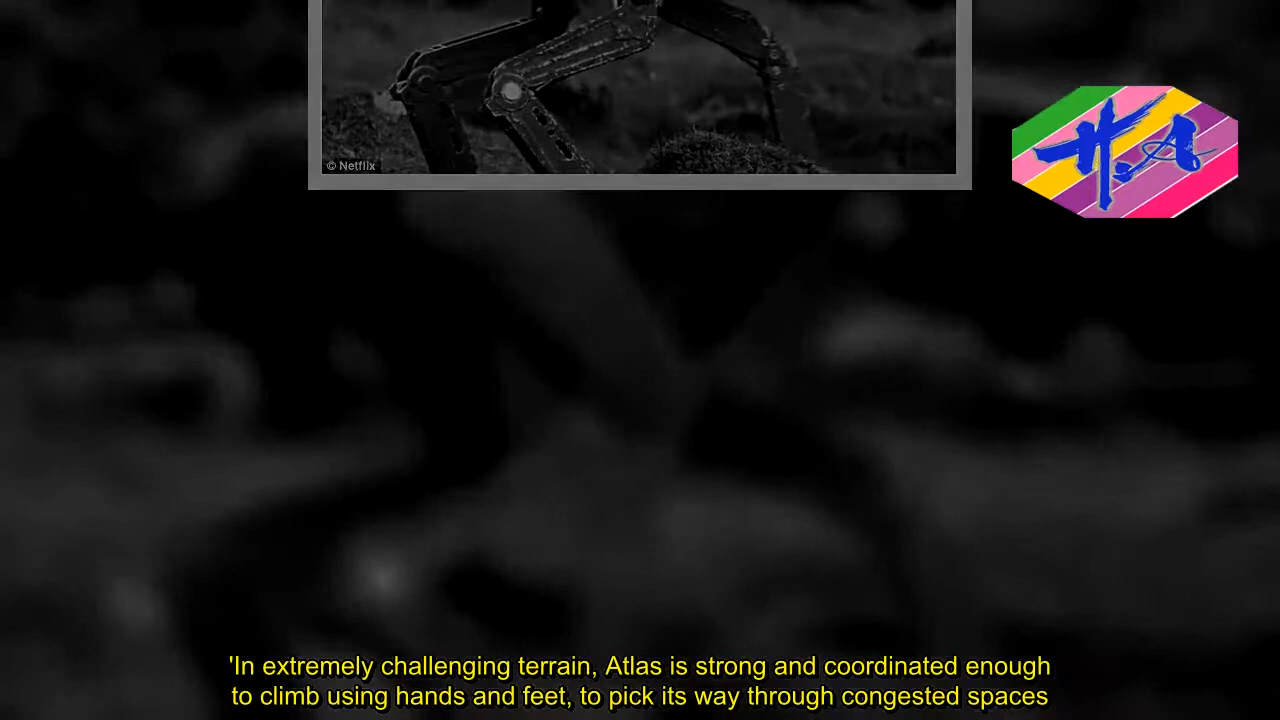 © Netflix
H.A
'In extremely challenging terrain, Atlas is strong and coordinated enough
to climb using hands and feet, to pick its way through congested spaces